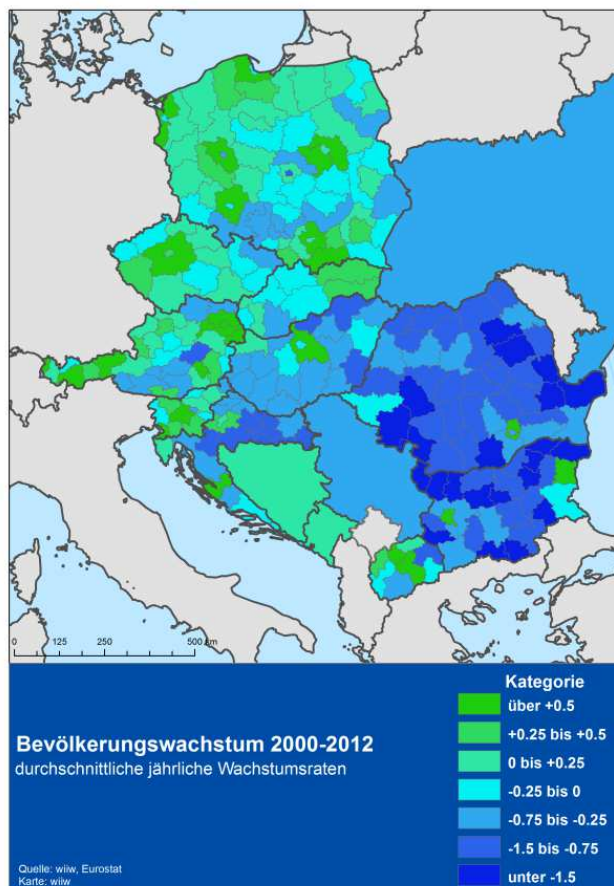 0 125 250 500 km
Kategorie
über +0.5
+0.25 bis +0.5
0 bis +0.25
-0.25 bis 0
-0.75 bis -0.25
-1.5 bis -0.75
unter -1.5
Bevölkerungswachstum 2000-2012
durchschnittliche jährliche Wachstumsraten
Quelle: wiiw, Eurostat
Karte: wiiw